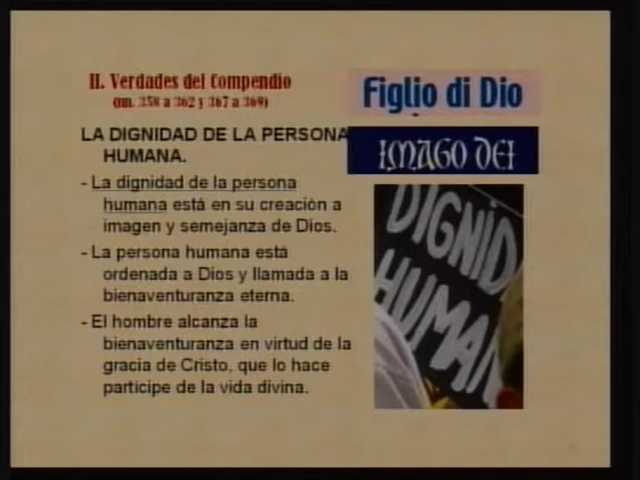 II. Verdades del Compendio
(nn. 358 a 362 y 367 a 369)
LA DIGNIDAD DE LA PERSONA
HUMANA.
- La dignidad de la persona
humana está en su creación a
imagen y semejanza de Dios.
- La persona humana está
ordenada a Dios y llamada a la
bienaventuranza eterna.
- El hombre alcanza la
bienaventuranza en virtud de la
gracia de Cristo, que lo hace
partícipe de la vida divina.
Figlio di Dio
IMAGO DEI
DIGNID
HUMAN